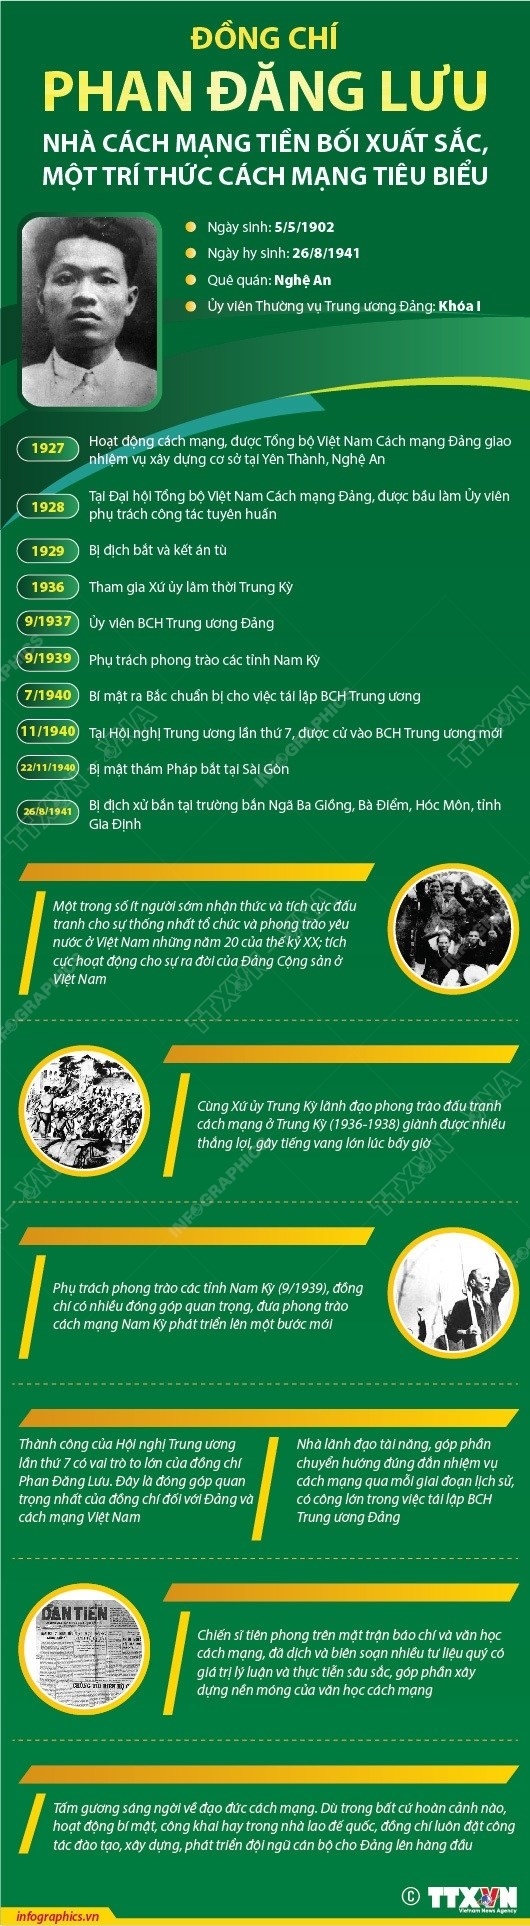 ĐỒNG CHÍ
PHAN ĐĂNG LƯU
NHÀ CÁCH MẠNG TIỀN BỐI XUẤT SẮC,
MỘT TRÍ THỨC CÁCH MẠNG TIÊU BIỂU
Ngày sinh: 5/5/1902
Ngày hy sinh: 26/8/1941
Quê quán: Nghệ An
Ủy viên Thường vụ Trung ương Đảng: Khóa I
1927
Hoạt động cách mạng, được Tổng bộ Việt Nam Cách mạng Đảng giao
nhiệm vụ xây dựng cơ sở tại Yên Thành, Nghệ An
1928
Tại Đại hội Tổng bộ Việt Nam Cách mạng Đảng, được bầu làm Ủy viên
phụ trách công tác tuyên huấn
1929
Bị địch bắt và kết án tù
1936
Tham gia Xứ ủy lâm thời Trung Kỳ
9/1937
Ủy viên BCH Trung ương Đảng
9/1939
Phụ trách phong trào các tỉnh Nam Kỳ
7/1940
Bí mật ra Bắc chuẩn bị cho việc tái lập BCH Trung ương
11/1940
Tại Hội nghị Trung ương lần thứ 7, được cử vào BCH Trung ương mới
22/11/1940
Bị mật thám Pháp bắt tại Sài Gòn
26/8/1941
Bị địch xử bắn tại trường bắn Ngã Ba Giồng, Bà Điểm, Hóc Môn, tỉnh
Gia Định
Một trong số ít người sớm nhận thức và tích cực đấu
tranh cho sự thống nhất tổ chức và phong trào yêu
nước ở Việt Nam những năm 20 của thế kỷ XX; tích
cực hoạt động cho sự ra đời của Đảng Cộng sản ở
Việt Nam
Cùng Xứ ủy Trung Kỳ lãnh đạo phong trào đấu tranh
cách mạng ở Trung Kỳ (1936-1938) giành được nhiều
thắng lợi, gây tiếng vang lớn lúc bấy giờ
Phụ trách phong trào các tỉnh Nam Kỳ (9/1939), đồng
chí có nhiều đóng góp quan trọng, đưa phong trào
cách mạng Nam Kỳ phát triển lên một bước mới
Thành công của Hội nghị Trung ương
lần thứ 7 có vai trò to lớn của đồng chí
Phan Đăng Lưu. Đây là đóng góp quan
trọng nhất của đồng chí đối với Đảng và
cách mạng Việt Nam
Nhà lãnh đạo tài năng, góp phần
chuyển hướng đúng đắn nhiệm vụ
cách mạng qua mỗi giai đoạn lịch sử,
có công lớn trong việc tái lập BCH
Trung ương Đảng
DÂN TIẾN
Chiến sĩ tiên phong trên mặt trận báo chí và văn học
cách mạng, đã dịch và biên soạn nhiều tư liệu quý có
giá trị lý luận và thực tiễn sâu sắc, góp phần xây
dựng nền móng của văn học cách mạng
Tấm gương sáng ngời về đạo đức cách mạng. Dù trong bất cứ hoàn cảnh nào,
hoạt động bí mật, công khai hay trong nhà lao đế quốc, đồng chí luôn đặt công
tác đào tạo, xây dựng, phát triển đội ngũ cán bộ cho Đảng lên hàng đầu
© TTXVN
Vietnam News Agency
infographics.vn